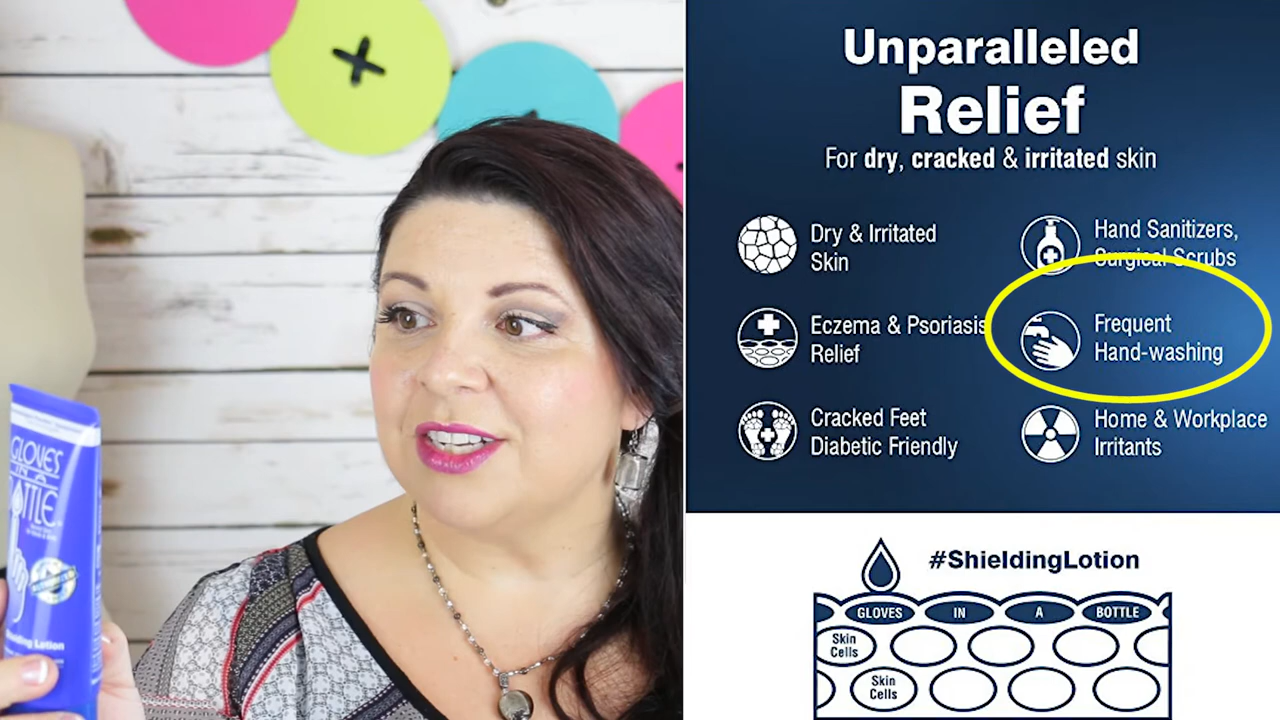 GLOVES
IN A
BOTTLE
Lotion
Unparalleled
Relief
For dry, cracked & irritated skin
Dry & Irritated
Skin
Hand Sanitizers,
Surgical Scrubs
Eczema & Psoriasis
Relief
Frequent
Hand-washing
Cracked Feet
Diabetic Friendly
Home & Workplace
Irritants
#ShieldingLotion
GLOVES IN A BOTTLE
Skin
Cells
Skin
Cells